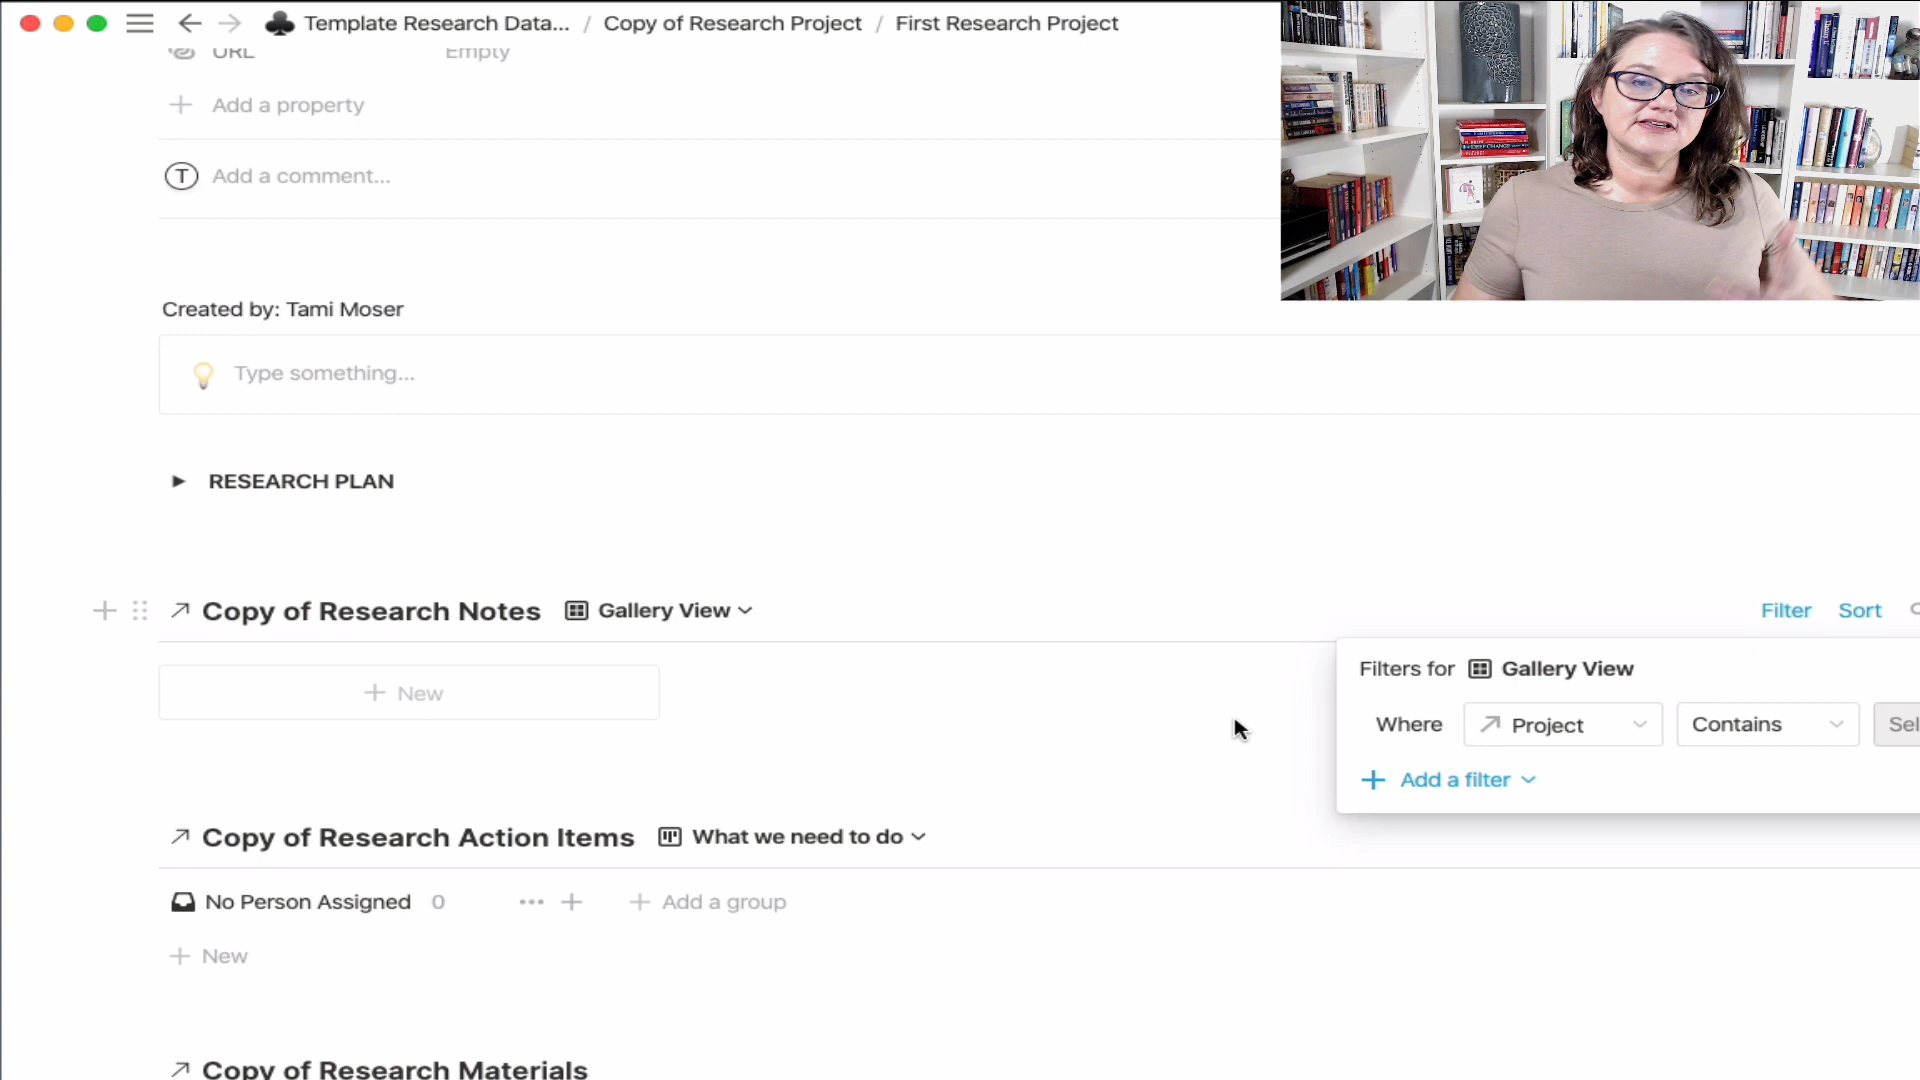 Template Research Data... / Copy of Research Project / First Research Project
URL Empty
+ Add a property
T Add a comment...
Created by: Tami Moser
Type something...
RESEARCH PLAN
Copy of Research Notes Gallery View
Filter Sort
+ New
Filters for Gallery View
Where Project Contains Sel
+ Add a filter
Copy of Research Action Items What we need to do
No Person Assigned 0 ... + + Add a group
+ New
Copy of Research Materials
DEEP CHANGE